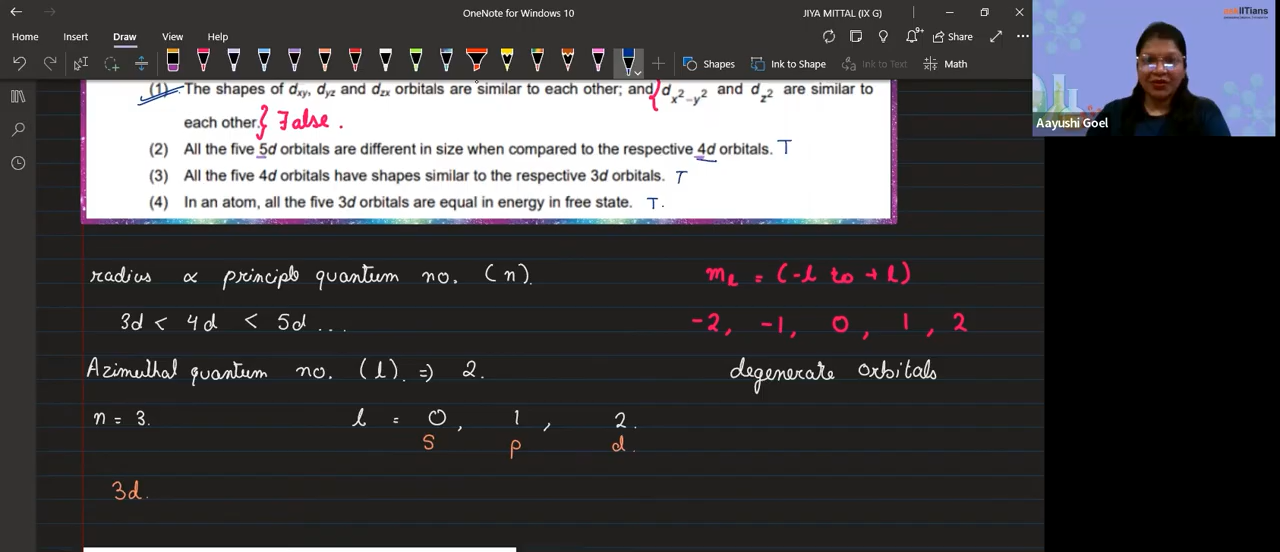 OneNote for Windows 10
JIYA MITTAL (IX G)
askIITians
Home Insert Draw View Help
9+ Share
Shapes Ink to Shape Ink to Text Math
(1) The shapes of dxy, dyz and dzx orbitals are similar to each other; and dx²−y² and dz² are similar to
each other. False.
(2) All the five 5d orbitals are different in size when compared to the respective 4d orbitals. T
(3) All the five 4d orbitals have shapes similar to the respective 3d orbitals. T
(4) In an atom, all the five 3d orbitals are equal in energy in free state. T.
Aayushi Goel
radius ∝ principle quantum no. (n).
mℓ = (-l to +l)
3d < 4d < 5d ...
-2, -1, 0, 1, 2
Azimuthal quantum no. (l). => 2.
degenerate orbitals
n = 3. l = 0, 1, 2.
S p d.
3d.